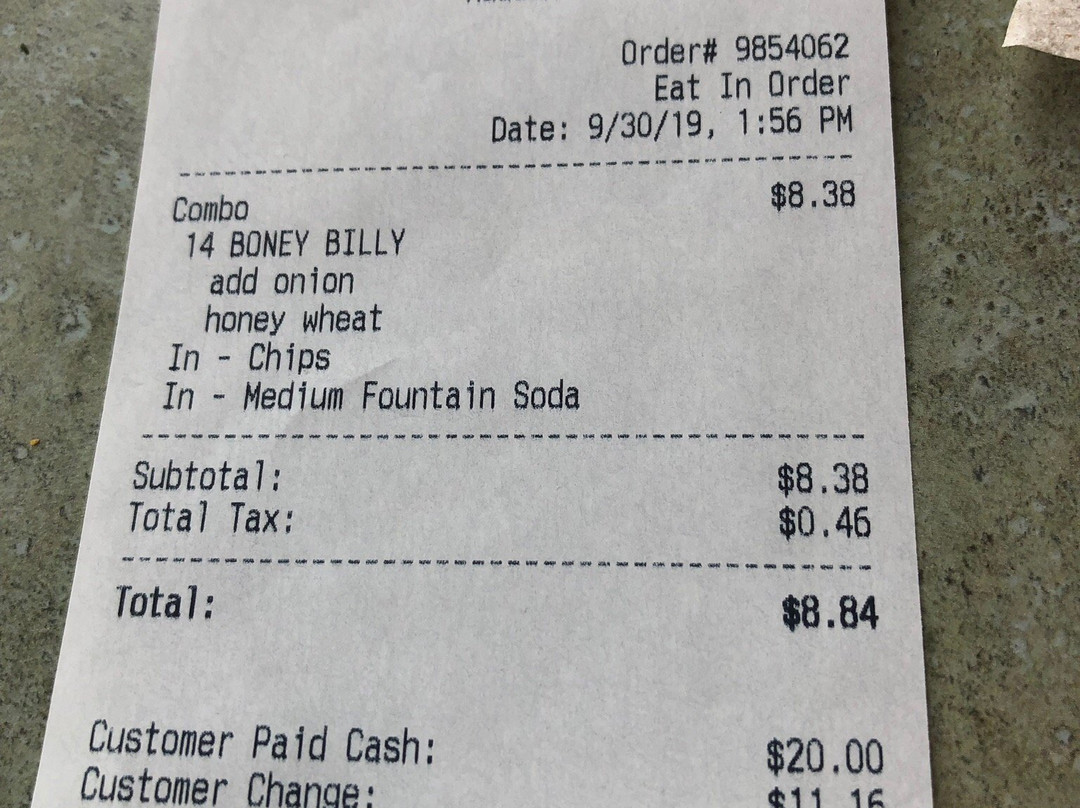 Order# 9854062
Eat In Order
Date: 9/30/19, 1:56 PM
Combo $8.38
14 BONEY BILLY
add onion
honey wheat
In - Chips
In - Medium Fountain Soda
Subtotal: $8.38
Total Tax: $0.46
Total: $8.84
Customer Paid Cash: $20.00
Customer Change: $11.16